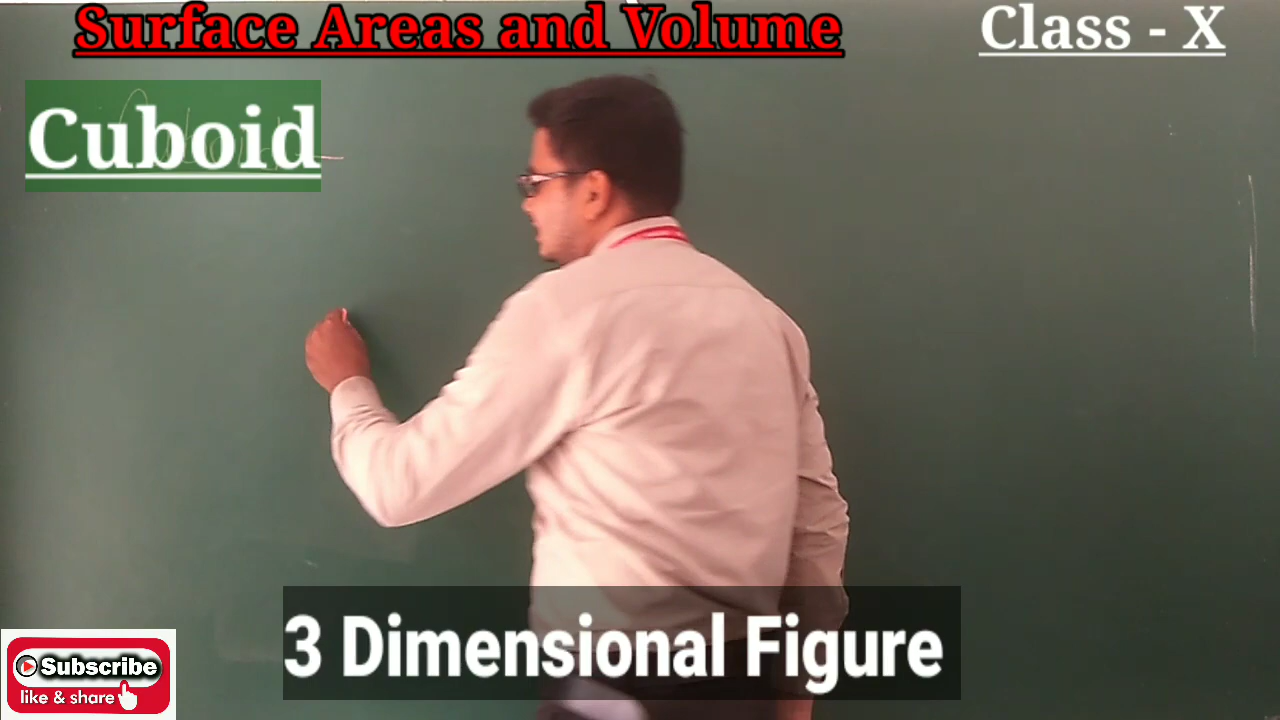 Surface Areas and Volume
Class - X
Cuboid
3 Dimensional Figure
Subscribe
like & share